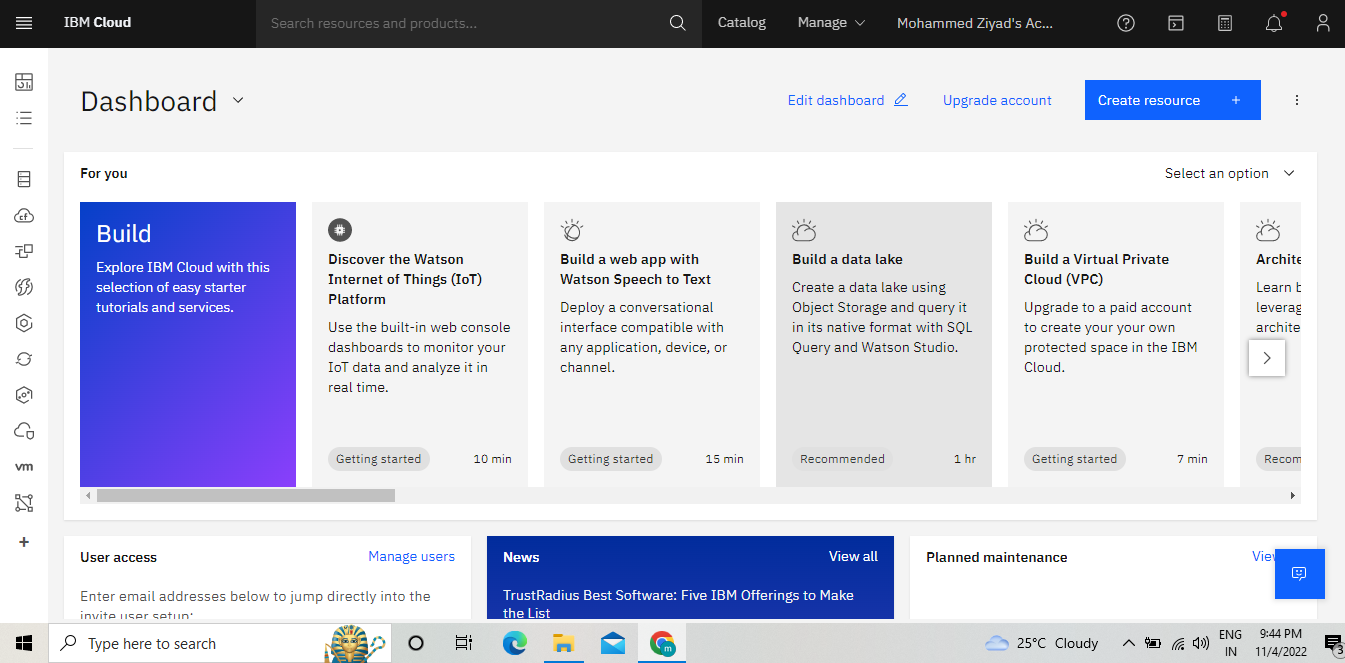 IBM Cloud
Search resources and products...
Catalog
Manage
Mohammed Ziyad's Ac...
Dashboard
Edit dashboard
Upgrade account
Create resource +
For you
Select an option
Build
Explore IBM Cloud with this
selection of easy starter
tutorials and services.
Discover the Watson
Internet of Things (IoT)
Platform
Use the built-in web console
dashboards to monitor your
IoT data and analyze it in
real time.
Getting started
10 min
Build a web app with
Watson Speech to Text
Deploy a conversational
interface compatible with
any application, device, or
channel.
Getting started
15 min
Build a data lake
Create a data lake using
Object Storage and query it
in its native format with SQL
Query and Watson Studio.
Recommended
1 hr
Build a Virtual Private
Cloud (VPC)
Upgrade to a paid account
to create your your own
protected space in the IBM
Cloud.
Getting started
7 min
Archite
Learn b
leverag
archite
Recom
cf
vm
+
User access
Manage users
Enter email addresses below to jump directly into the
invite user setup:
News
View all
TrustRadius Best Software: Five IBM Offerings to Make
the List
Planned maintenance
View
Type here to search
m
25°C Cloudy
ENG
IN
9:44 PM
11/4/2022
3